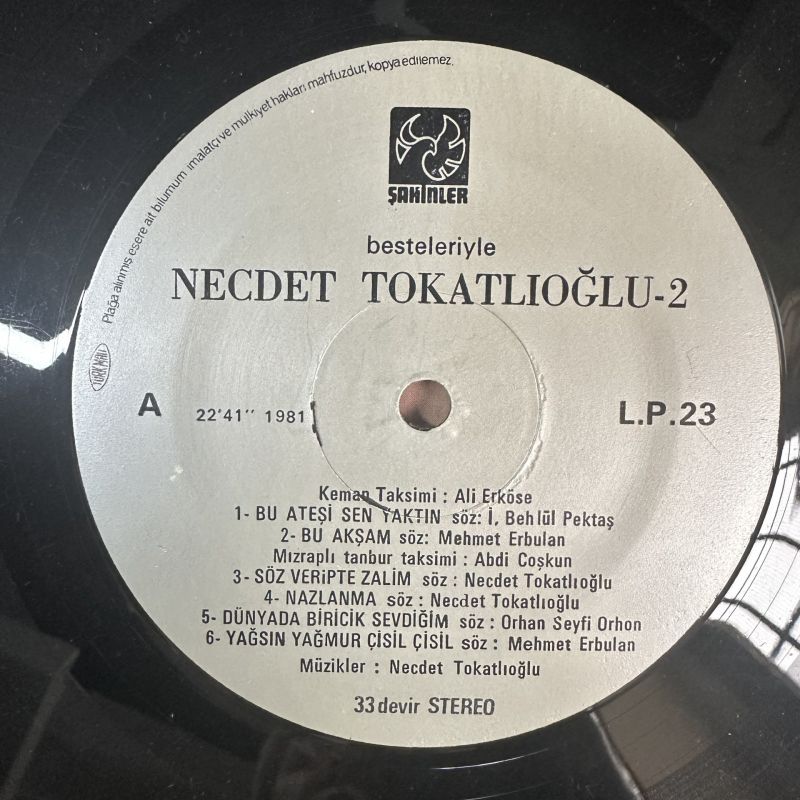 Plağa alınmış esere ait bilumum imalatçı ve mülkiyet hakları mahfuzdur, kopya edilemez.
ŞAHİNLER
besteleriyle
NECDET TOKATLIOĞLU-2
TÜRK MALI
A
22'41'' 1981
L.P.23
Keman Taksimi : Ali Erköse
1- BU ATEŞİ SEN YAKTIN söz: İ, Behlül Pektaş
2- BU AKŞAM söz: Mehmet Erbulan
Mızraplı tanbur taksimi : Abdi Coşkun
3- SÖZ VERiPTE ZALİM söz : Necdet Tokatlıoğlu
4- NAZLANMA söz : Necdet Tokatlıoğlu
5- DÜNYADA BİRİCİK SEVDİĞİM söz : Orhan Seyfi Orhon
6- YAĞSIN YAĞMUR ÇİSİL ÇİSİL söz : Mehmet Erbulan
Müzikler : Necdet Tokatlıoğlu
33 devir STEREO